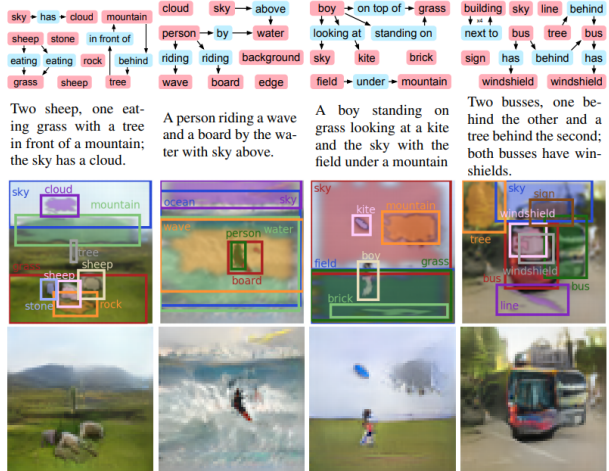 sky has cloud mountain
sheep stone in front of
eating eating rock behind
grass sheep tree
cloud sky above
person by water
riding riding background
wave board edge
boy on top of grass
looking at standing on
sky kite brick
field under mountain
building sky line behind
x4
next to bus tree bus
sign has behind has
windshield windshield
Two sheep, one eat-
ing grass with a tree
in front of a mountain;
the sky has a cloud.
A person riding a wave
and a board by the wa-
ter with sky above.
A boy standing on
grass looking at a kite
and the sky with the
field under a mountain
Two busses, one be-
hind the other and a
tree behind the second;
both busses have win-
shields.
sky
cloud
mountain
tree
sheep
sheep
stone
rock
ocean
sky
wave
water
person
board
sky
kite
mountain
boy
field
grass
brick
sky
sign
windshield
tree
windshield
bus
bus
line